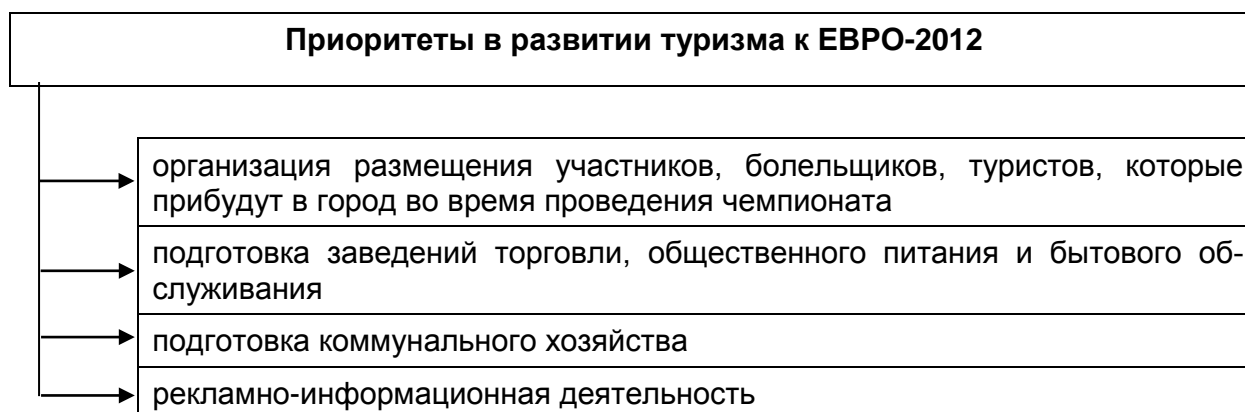 Приоритеты в развитии туризма к ЕВРО-2012
организация размещения участников, болельщиков, туристов, которые
прибудут в город во время проведения чемпионата
подготовка заведений торговли, общественного питания и бытового об-
служивания
подготовка коммунального хозяйства
рекламно-информационная деятельность